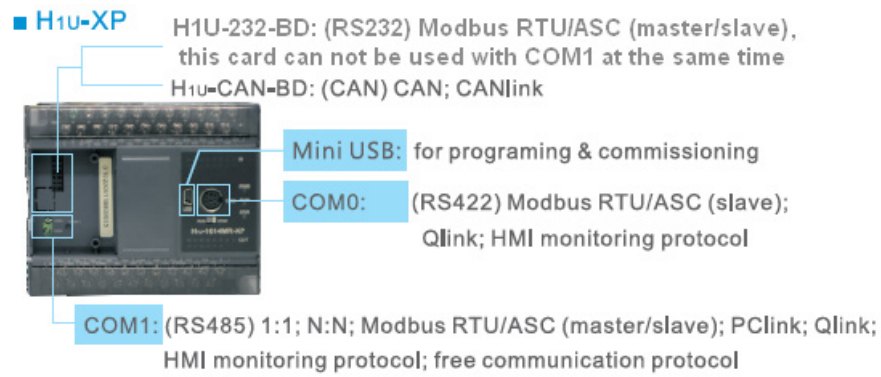 ■ H1U-XP
H1U-232-BD: (RS232) Modbus RTU/ASC (master/slave),
this card can not be used with COM1 at the same time
H1U-CAN-BD: (CAN) CAN; CANlink
Mini USB: for programing & commissioning
COM0: (RS422) Modbus RTU/ASC (slave);
Qlink; HMI monitoring protocol
H1U-1614MR-XP
COM1: (RS485) 1:1; N:N; Modbus RTU/ASC (master/slave); PClink; Qlink;
HMI monitoring protocol; free communication protocol